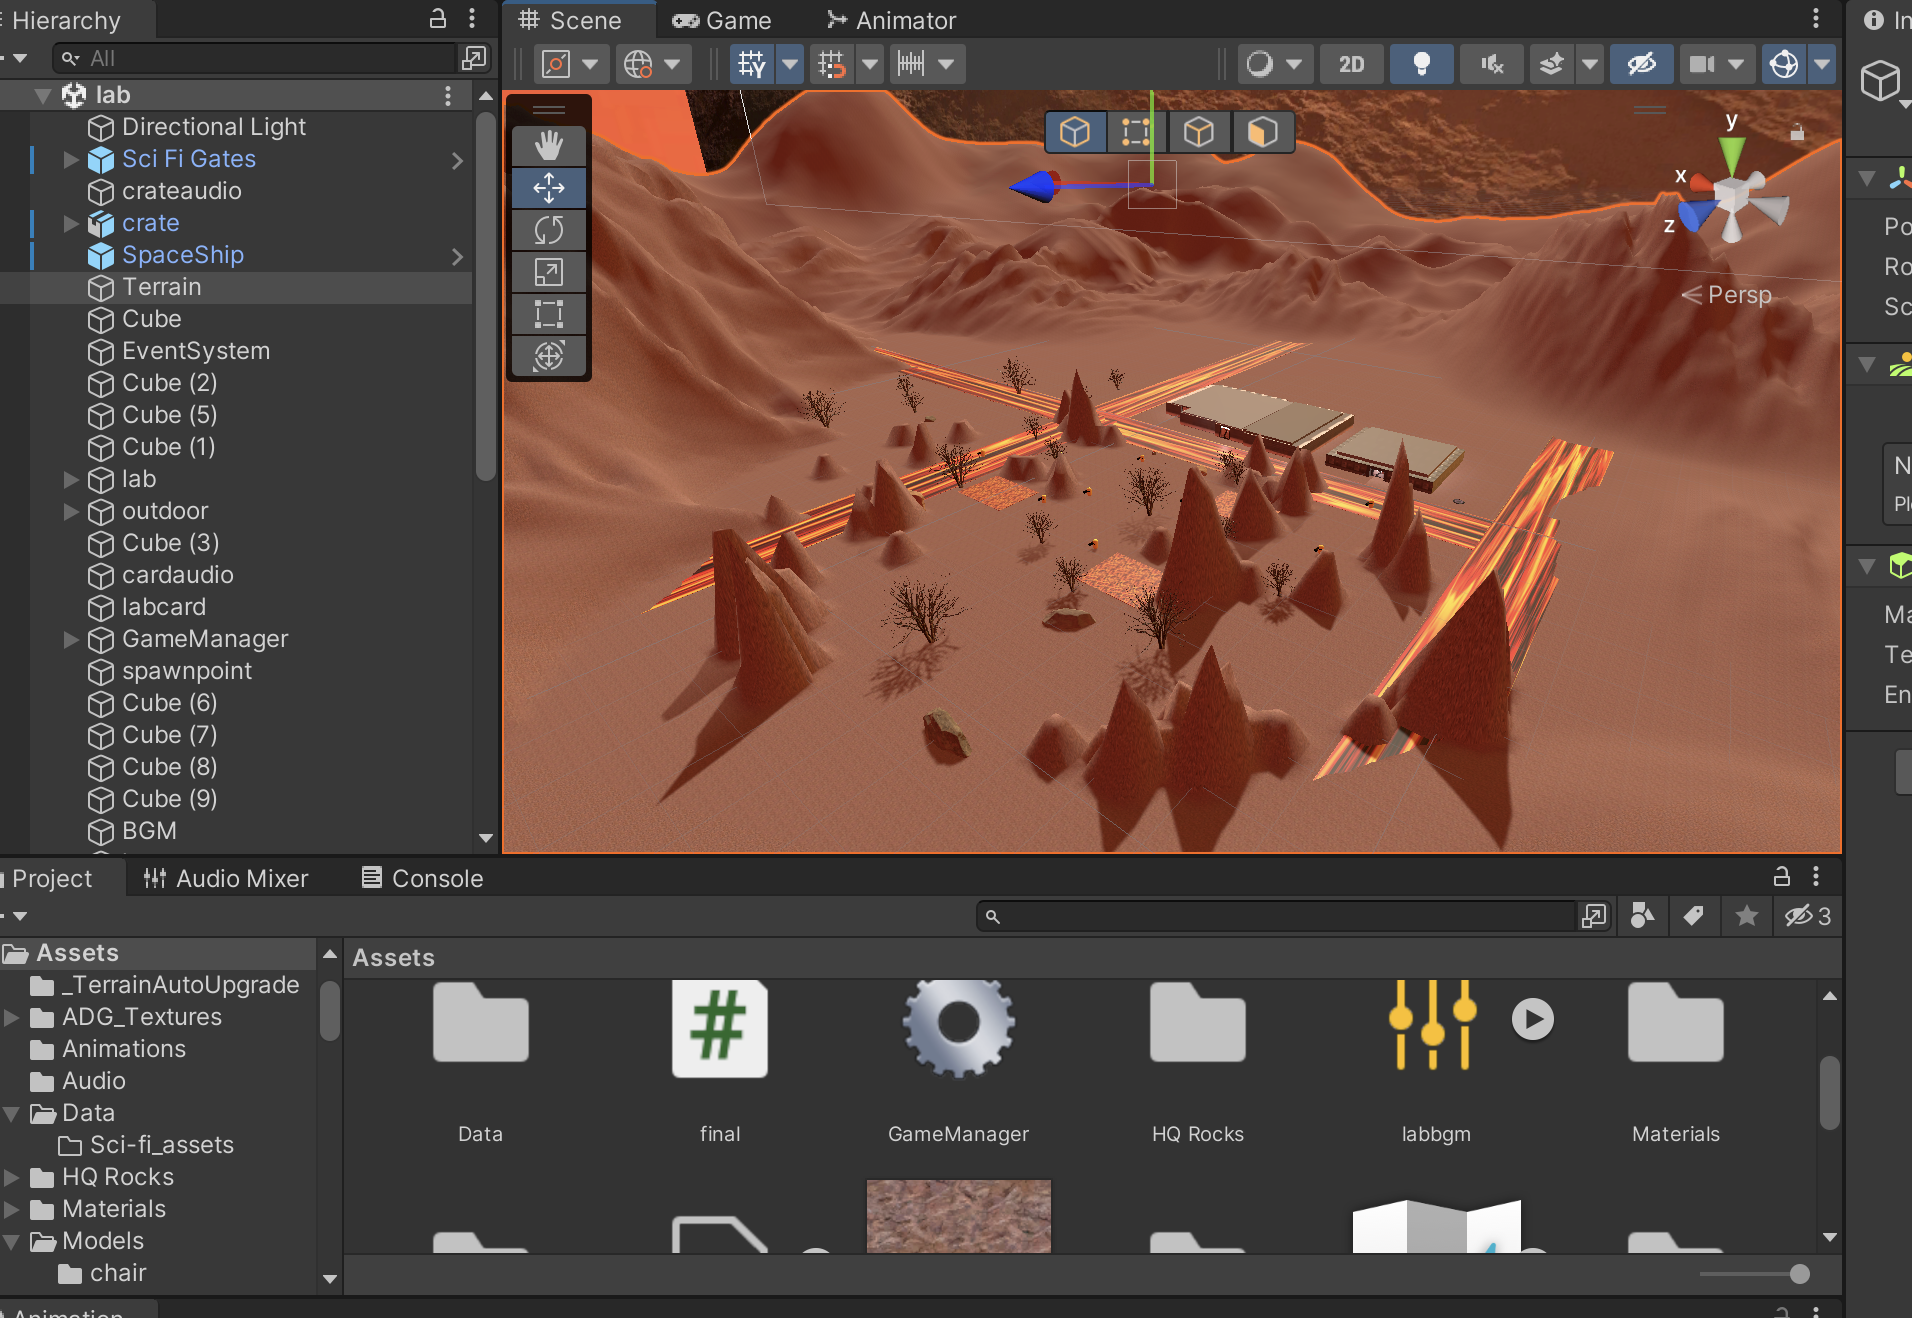 Hierarchy
Scene
Game
Animator
In
All
2D
lab
Directional Light
Sci Fi Gates
crateaudio
crate
SpaceShip
Terrain
Cube
EventSystem
Cube (2)
Cube (5)
Cube (1)
lab
outdoor
Cube (3)
cardaudio
labcard
GameManager
spawnpoint
Cube (6)
Cube (7)
Cube (8)
Cube (9)
BGM
y
x
z
Persp
Po
Ro
Sc
N
Ple
Ma
Te
En
Project
Audio Mixer
Console
3
Assets
_TerrainAutoUpgrade
ADG_Textures
Animations
Audio
Data
Sci-fi_assets
HQ Rocks
Materials
Models
chair
Assets
Data
final
GameManager
HQ Rocks
labbgm
Materials
Animation